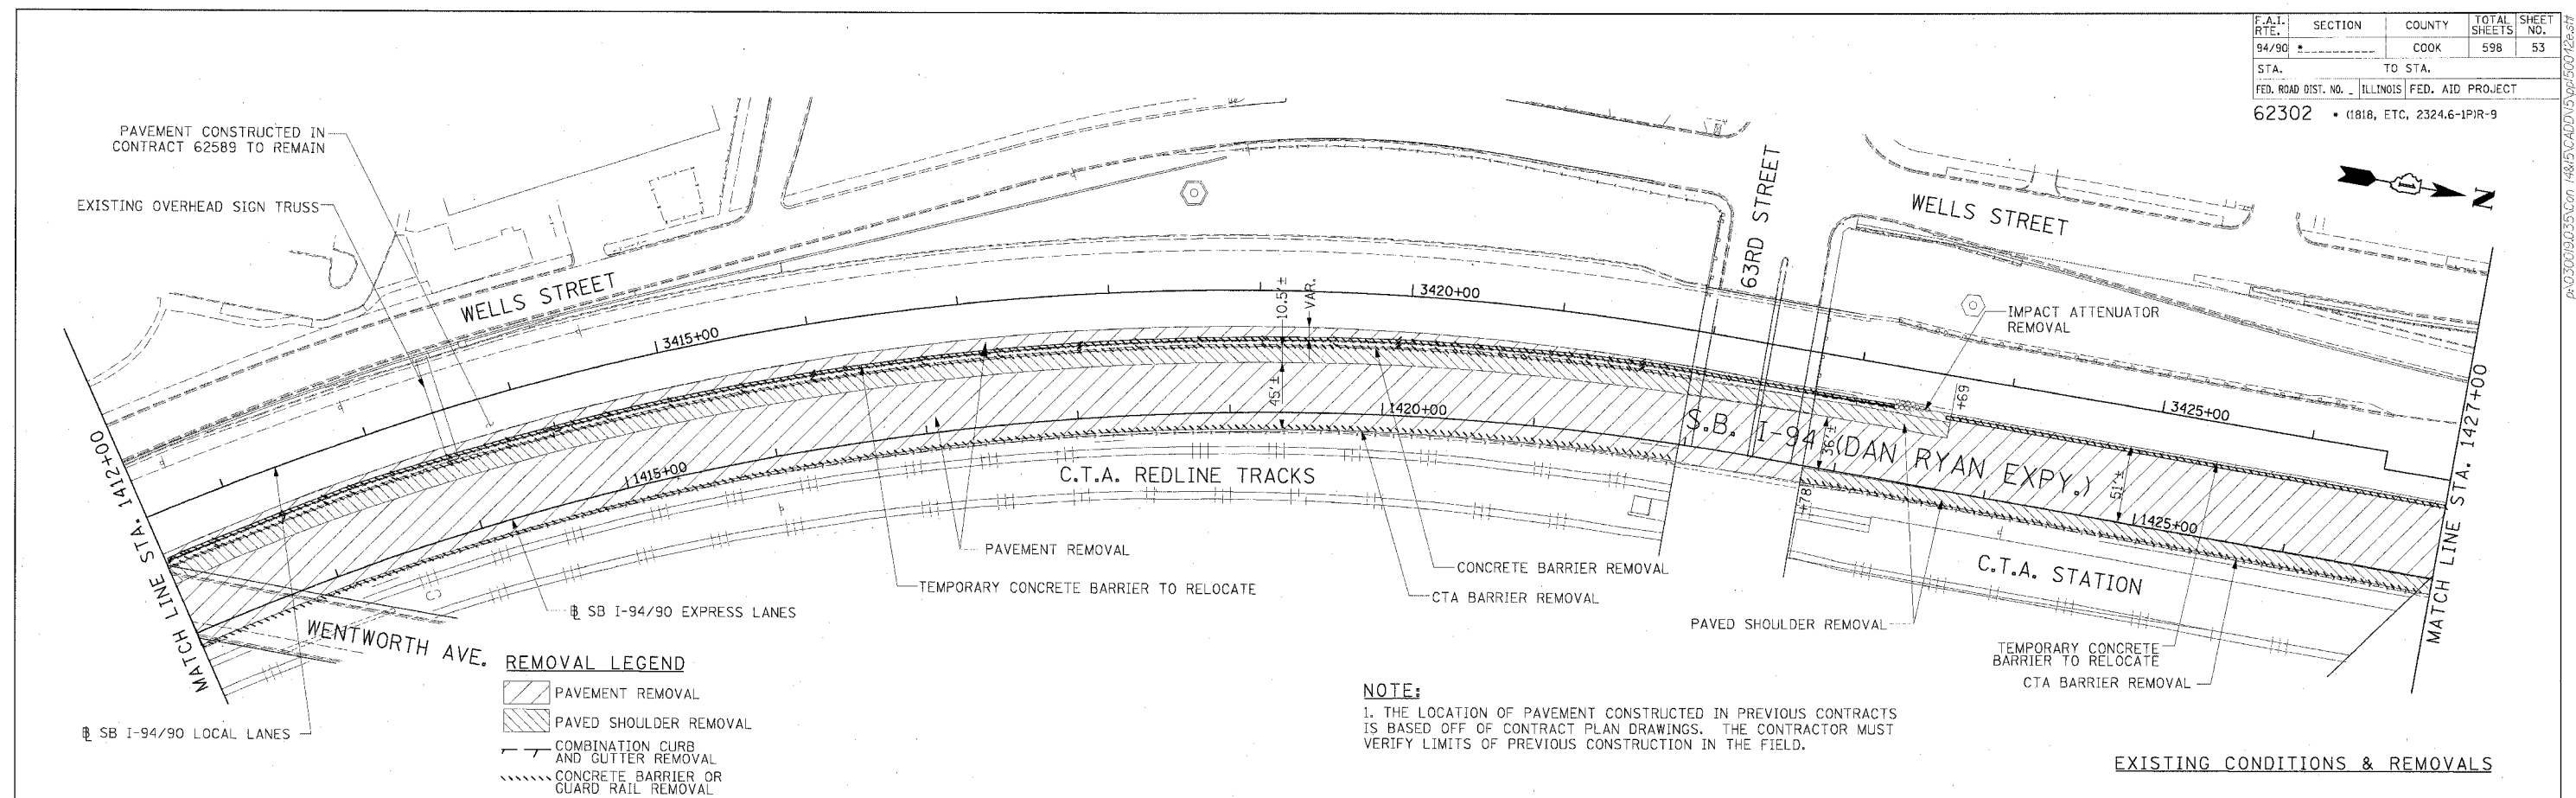 F.A.I. RTE. SECTION COUNTY TOTAL SHEETS SHEET NO.
94/90 * COOK 598 53
STA. TO STA.
FED. ROAD DIST. NO. _ ILLINOIS FED. AID PROJECT
62302 * (1818, ETC, 2324.6-1P)R-9
PAVEMENT CONSTRUCTED IN
CONTRACT 62589 TO REMAIN
EXISTING OVERHEAD SIGN TRUSS
WELLS STREET
63RD STREET
WELLS STREET
N
IMPACT ATTENUATOR
REMOVAL
3415+00
3420+00
3425+00
10.5'±
VAR.
45'±
+69
36'±
51'±
+78
1415+00
1420+00
1425+00
S.B. I-94 (DAN RYAN EXPY.)
C.T.A. REDLINE TRACKS
C.T.A. STATION
MATCH LINE STA. 1412+00
MATCH LINE STA. 1427+00
PAVEMENT REMOVAL
TEMPORARY CONCRETE BARRIER TO RELOCATE
CONCRETE BARRIER REMOVAL
CTA BARRIER REMOVAL
PAVED SHOULDER REMOVAL
TEMPORARY CONCRETE
BARRIER TO RELOCATE
CTA BARRIER REMOVAL
℄ SB I-94/90 EXPRESS LANES
WENTWORTH AVE.
℄ SB I-94/90 LOCAL LANES
REMOVAL LEGEND
PAVEMENT REMOVAL
PAVED SHOULDER REMOVAL
COMBINATION CURB
AND GUTTER REMOVAL
CONCRETE BARRIER OR
GUARD RAIL REMOVAL
NOTE:
1. THE LOCATION OF PAVEMENT CONSTRUCTED IN PREVIOUS CONTRACTS
IS BASED OFF OF CONTRACT PLAN DRAWINGS. THE CONTRACTOR MUST
VERIFY LIMITS OF PREVIOUS CONSTRUCTION IN THE FIELD.
EXISTING CONDITIONS & REMOVALS